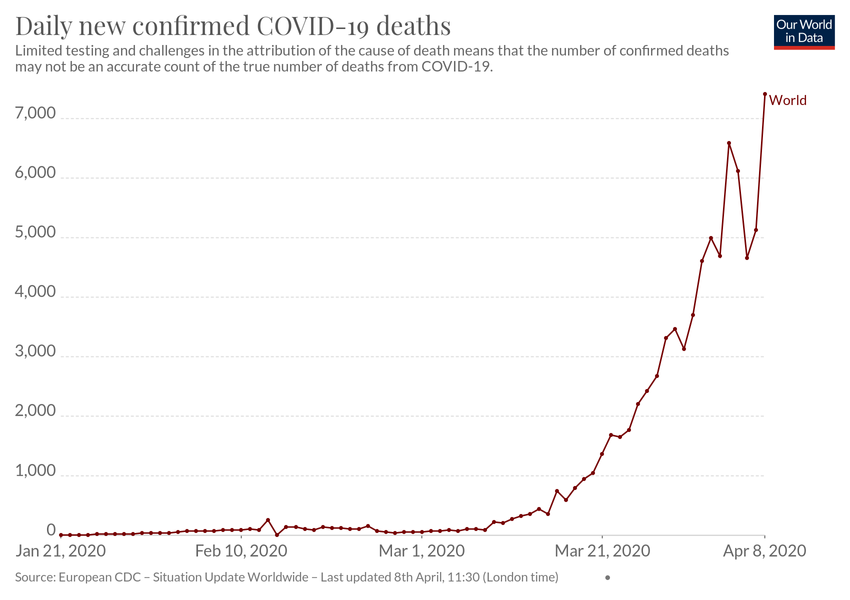 Daily new confirmed COVID-19 deaths
Our World
in Data
Limited testing and challenges in the attribution of the cause of death means that the number of confirmed deaths
may not be an accurate count of the true number of deaths from COVID-19.
World
7,000
6,000
5,000
4,000
3,000
2,000
1,000
0
Jan 21, 2020 Feb 10, 2020 Mar 1, 2020 Mar 21, 2020 Apr 8, 2020
Source: European CDC – Situation Update Worldwide – Last updated 8th April, 11:30 (London time) •